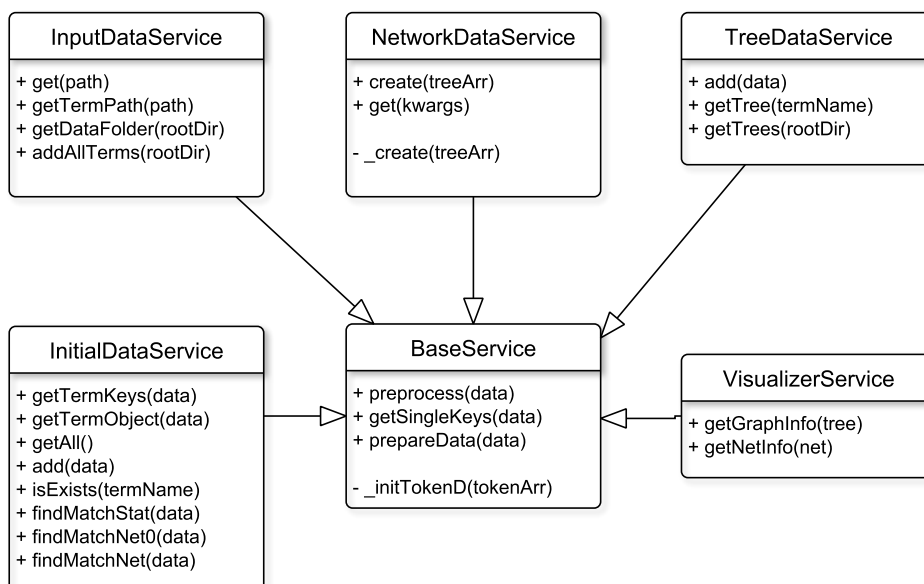 InputDataService
+ get(path)
+ getTermPath(path)
+ getDataFolder(rootDir)
+ addAllTerms(rootDir)
NetworkDataService
+ create(treeArr)
+ get(kwargs)
- _create(treeArr)
TreeDataService
+ add(data)
+ getTree(termName)
+ getTrees(rootDir)
InitialDataService
+ getTermKeys(data)
+ getTermObject(data)
+ getAll()
+ add(data)
+ isExists(termName)
+ findMatchStat(data)
+ findMatchNet0(data)
+ findMatchNet(data)
BaseService
+ preprocess(data)
+ getSingleKeys(data)
+ prepareData(data)
- _initTokenD(tokenArr)
VisualizerService
+ getGraphInfo(tree)
+ getNetInfo(net)